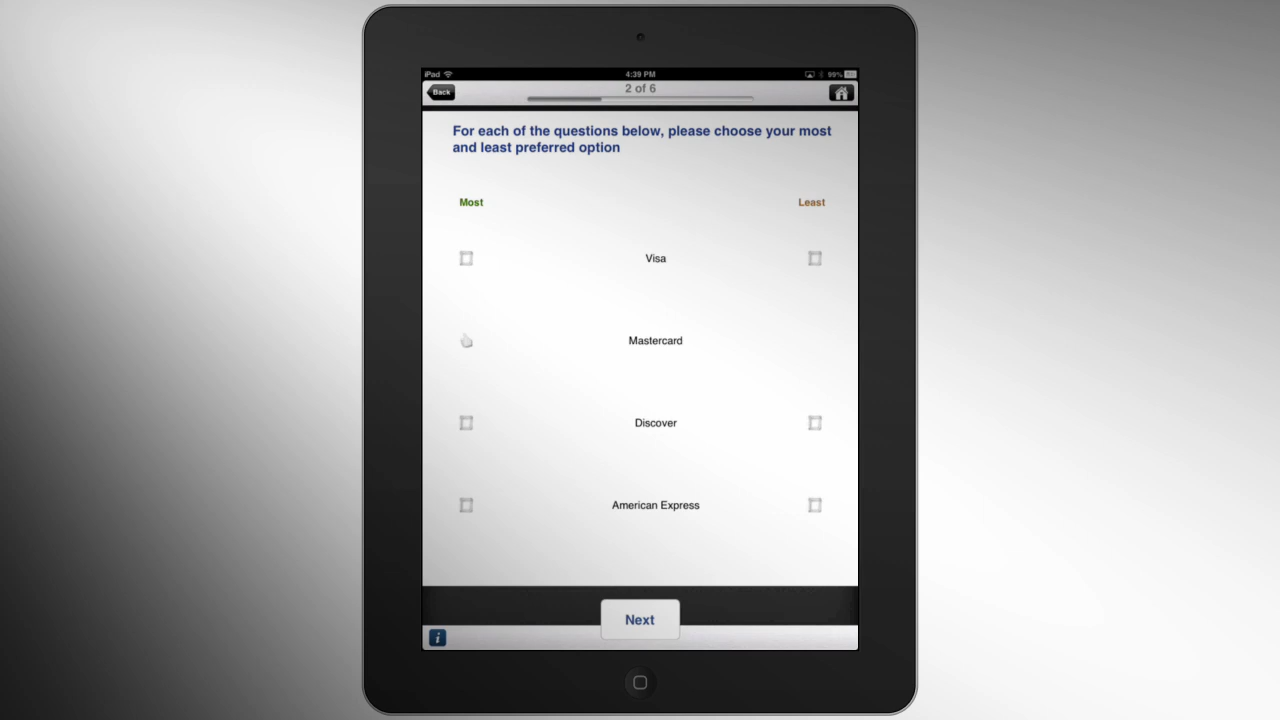 iPad
4:39 PM
99%
Back
2 of 6
For each of the questions below, please choose your most
and least preferred option
Most
Least
Visa
Mastercard
Discover
American Express
Next
i